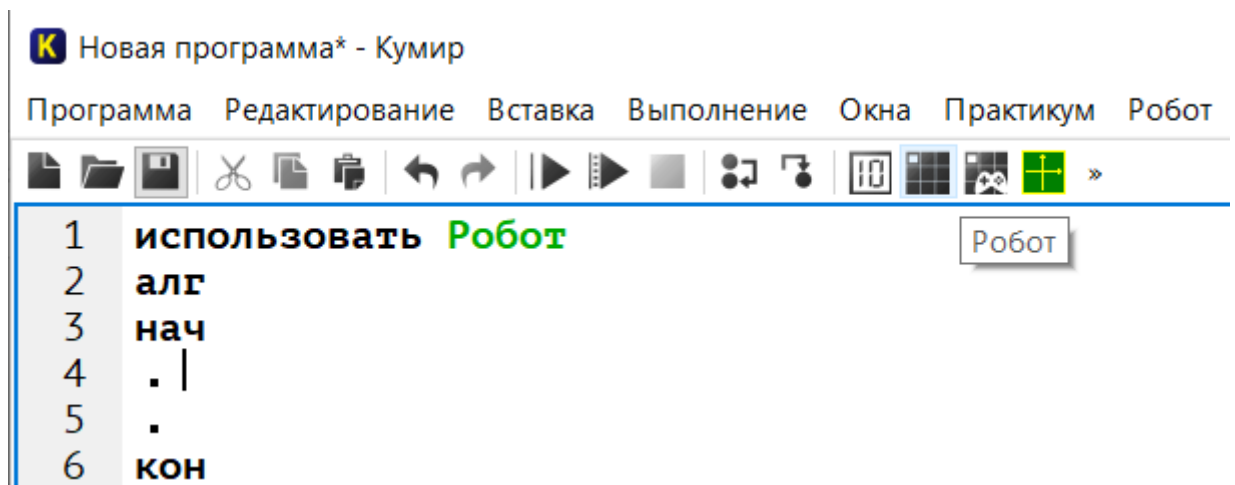 K Новая программа* - Кумир
Программа Редактирование Вставка Выполнение Окна Практикум Робот
10 »
1 использовать Робот
Робот
2 алг
3 нач
4 .
5 .
6 кон